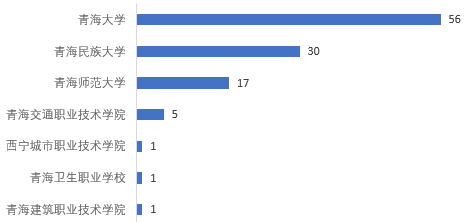 青海大学 56
青海民族大学 30
青海师范大学 17
青海交通职业技术学院 5
西宁城市职业技术学院 1
青海卫生职业学校 1
青海建筑职业技术学院 1